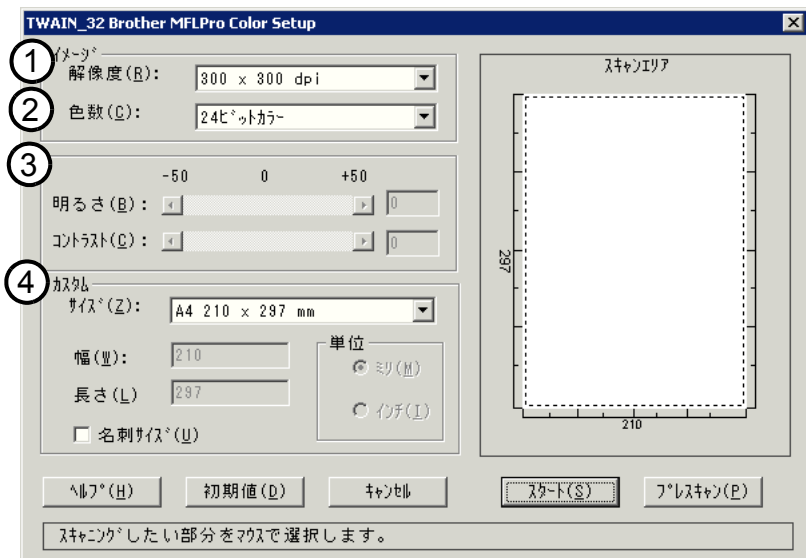 TWAIN_32 Brother MFLPro Color Setup
① ｲﾒｰｼﾞ
解像度(R): 300 x 300 dpi
② 色数(C): 24ﾋﾞｯﾄｶﾗｰ
③
-50 0 +50
明るさ(B): 0
ｺﾝﾄﾗｽﾄ(C): 0
④ ｶｽﾀﾑ
ｻｲｽﾞ(Z): A4 210 x 297 mm
幅(W): 210
長さ(L) 297
名刺ｻｲｽﾞ(U)
単位
ﾐﾘ(M)
ｲﾝﾁ(I)
ｽｷｬﾝｴﾘｱ
297
210
ﾍﾙﾌﾟ(H) 初期値(D) ｷｬﾝｾﾙ ｽﾀｰﾄ(S) ﾌﾟﾚｽｷｬﾝ(P)
ｽｷｬﾆﾝｸﾞしたい部分をﾏｳｽで選択します。